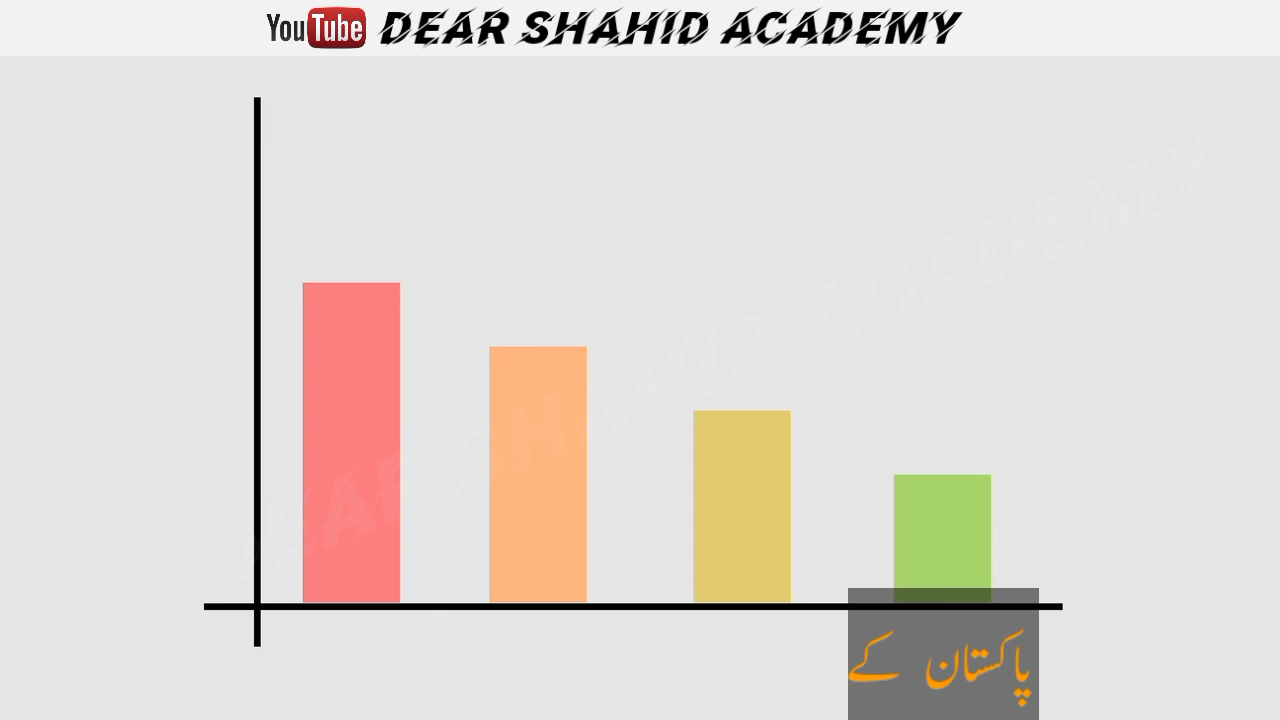 YouTube DEAR SHAHID ACADEMY
DEAR SHAHID ACADEMY
پاکستان کے